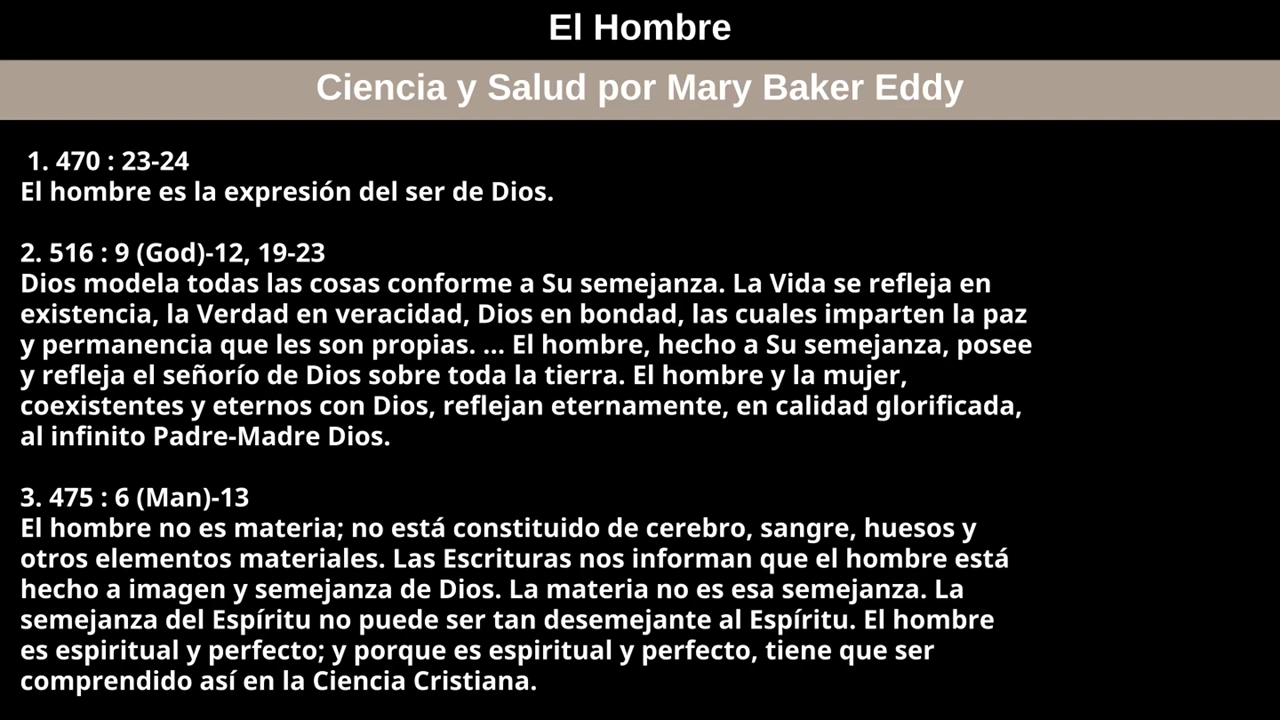 El Hombre
Ciencia y Salud por Mary Baker Eddy
1. 470 : 23-24
El hombre es la expresión del ser de Dios.
2. 516 : 9 (God)-12, 19-23
Dios modela todas las cosas conforme a Su semejanza. La Vida se refleja en
existencia, la Verdad en veracidad, Dios en bondad, las cuales imparten la paz
y permanencia que les son propias. ... El hombre, hecho a Su semejanza, posee
y refleja el señorío de Dios sobre toda la tierra. El hombre y la mujer,
coexistentes y eternos con Dios, reflejan eternamente, en calidad glorificada,
al infinito Padre-Madre Dios.
3. 475 : 6 (Man)-13
El hombre no es materia; no está constituido de cerebro, sangre, huesos y
otros elementos materiales. Las Escrituras nos informan que el hombre está
hecho a imagen y semejanza de Dios. La materia no es esa semejanza. La
semejanza del Espíritu no puede ser tan desemejante al Espíritu. El hombre
es espiritual y perfecto; y porque es espiritual y perfecto, tiene que ser
comprendido así en la Ciencia Cristiana.